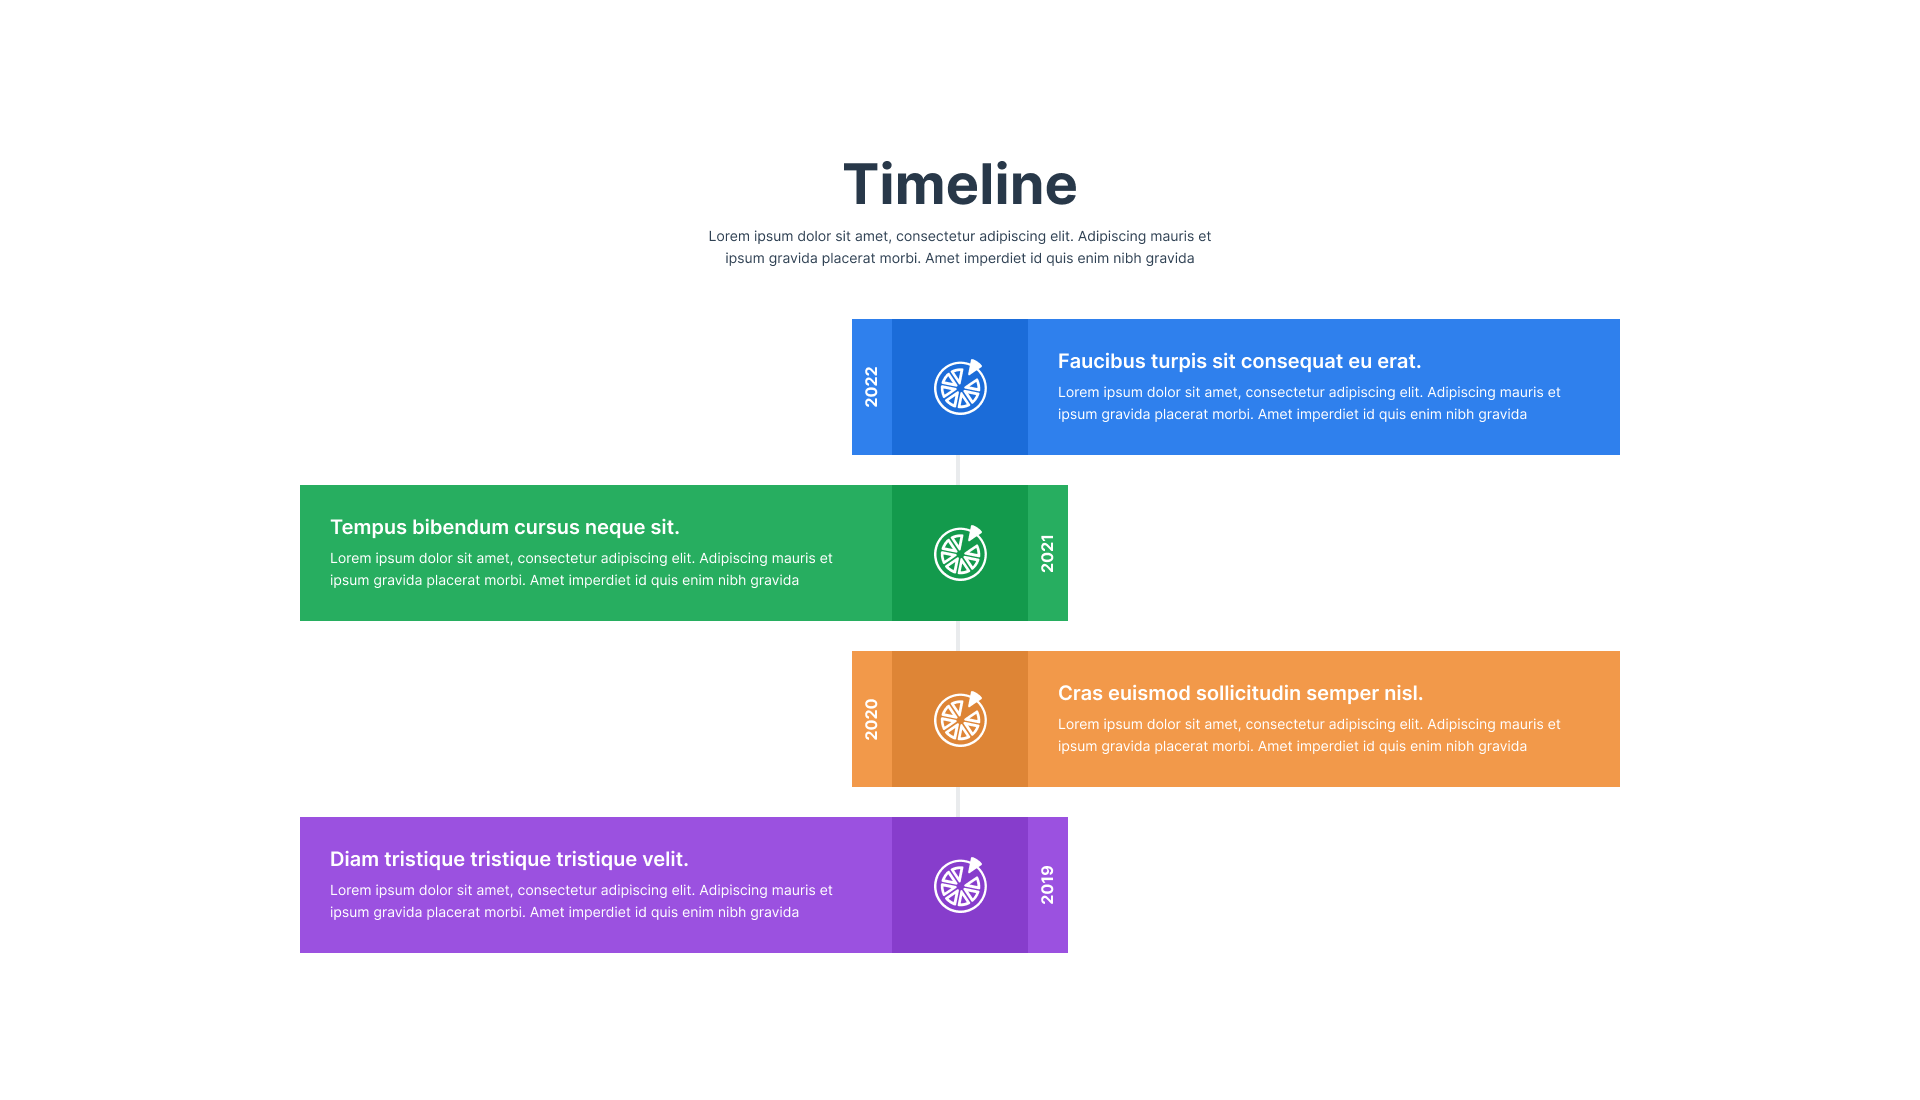 Timeline
Lorem ipsum dolor sit amet, consectetur adipiscing elit. Adipiscing mauris et
ipsum gravida placerat morbi. Amet imperdiet id quis enim nibh gravida
2022
Faucibus turpis sit consequat eu erat.
Lorem ipsum dolor sit amet, consectetur adipiscing elit. Adipiscing mauris et
ipsum gravida placerat morbi. Amet imperdiet id quis enim nibh gravida
Tempus bibendum cursus neque sit.
Lorem ipsum dolor sit amet, consectetur adipiscing elit. Adipiscing mauris et
ipsum gravida placerat morbi. Amet imperdiet id quis enim nibh gravida
2021
2020
Cras euismod sollicitudin semper nisl.
Lorem ipsum dolor sit amet, consectetur adipiscing elit. Adipiscing mauris et
ipsum gravida placerat morbi. Amet imperdiet id quis enim nibh gravida
Diam tristique tristique tristique velit.
Lorem ipsum dolor sit amet, consectetur adipiscing elit. Adipiscing mauris et
ipsum gravida placerat morbi. Amet imperdiet id quis enim nibh gravida
2019